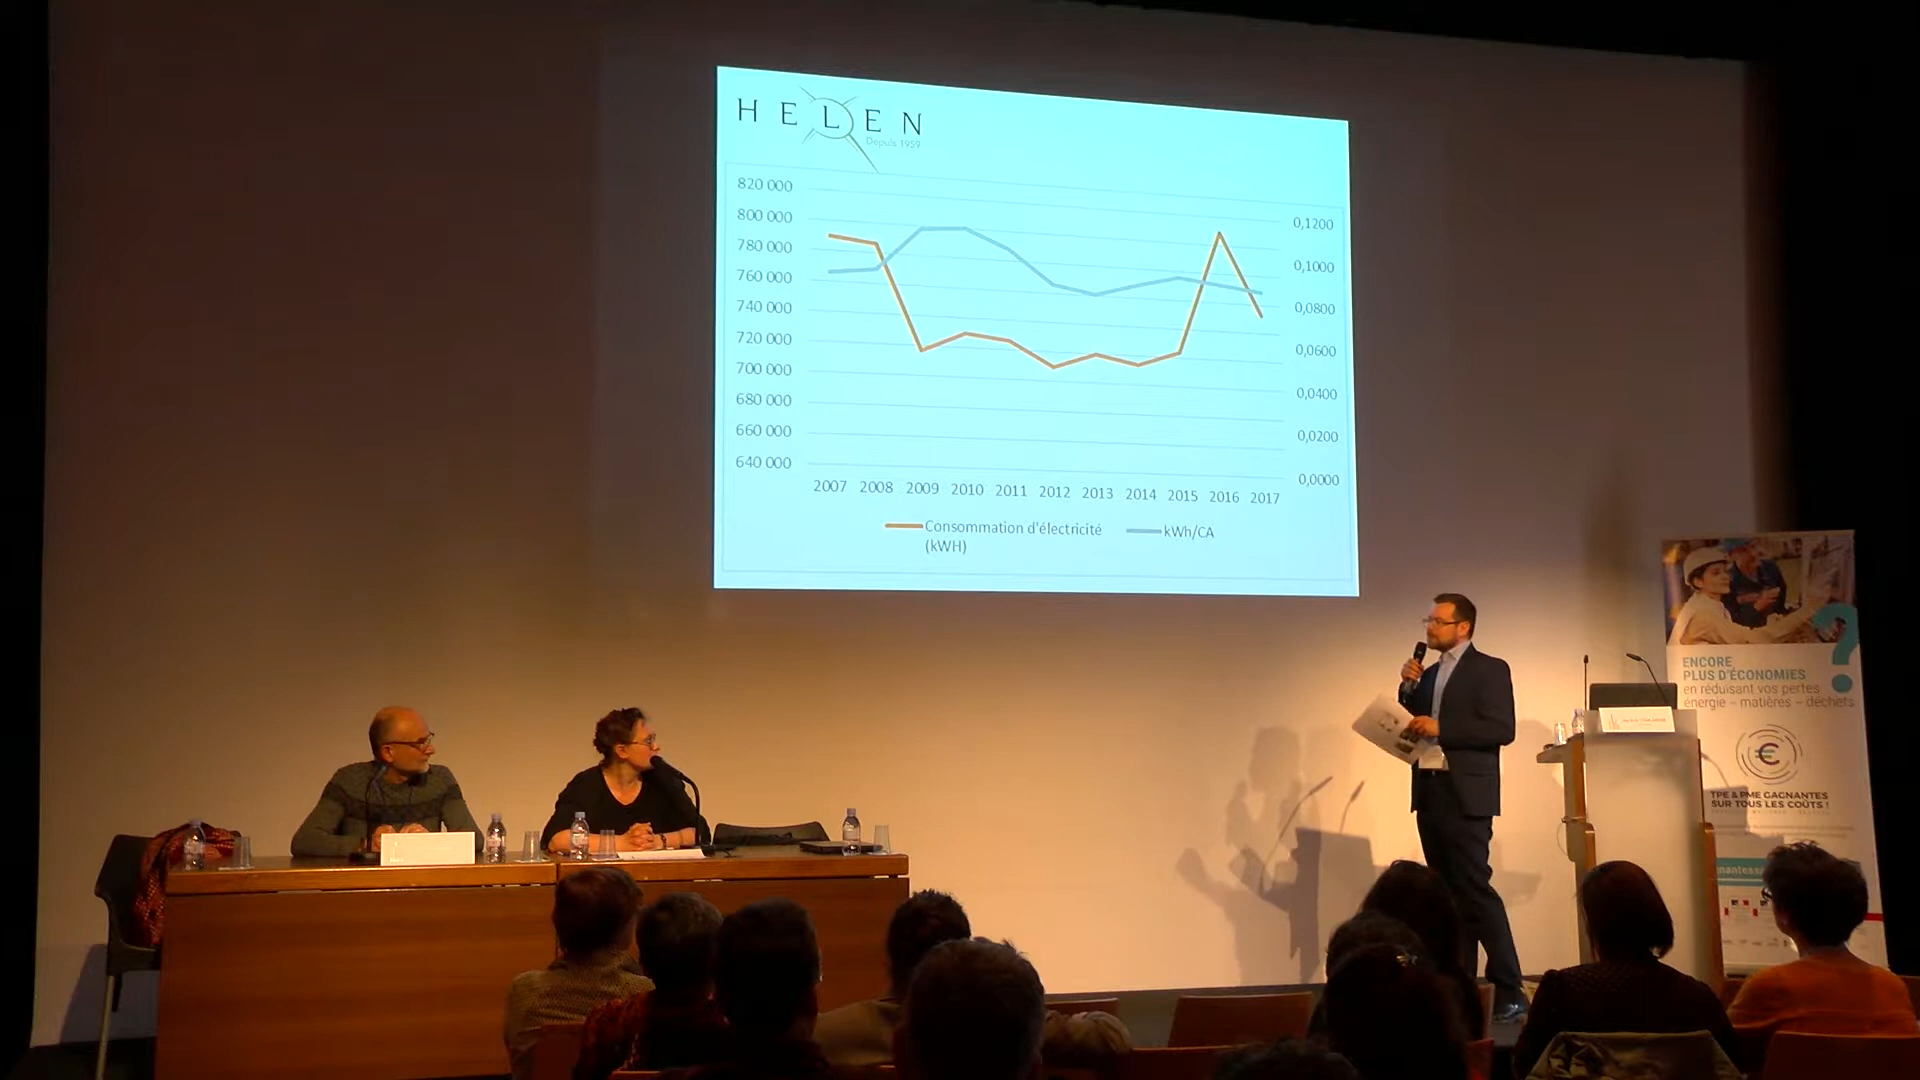 HELEN
Depuis 1959
820 000
800 000
780 000
760 000
740 000
720 000
700 000
680 000
660 000
640 000
0,1200
0,1000
0,0800
0,0600
0,0400
0,0200
0,0000
2007 2008 2009 2010 2011 2012 2013 2014 2015 2016 2017
Consommation d'électricité
(kWH)
kWh/CA
ENCORE
PLUS D'ÉCONOMIES
?
en réduisant vos pertes
énergie – matières – déchets
€
TPE & PME GAGNANTES
SUR TOUS LES COÛTS !